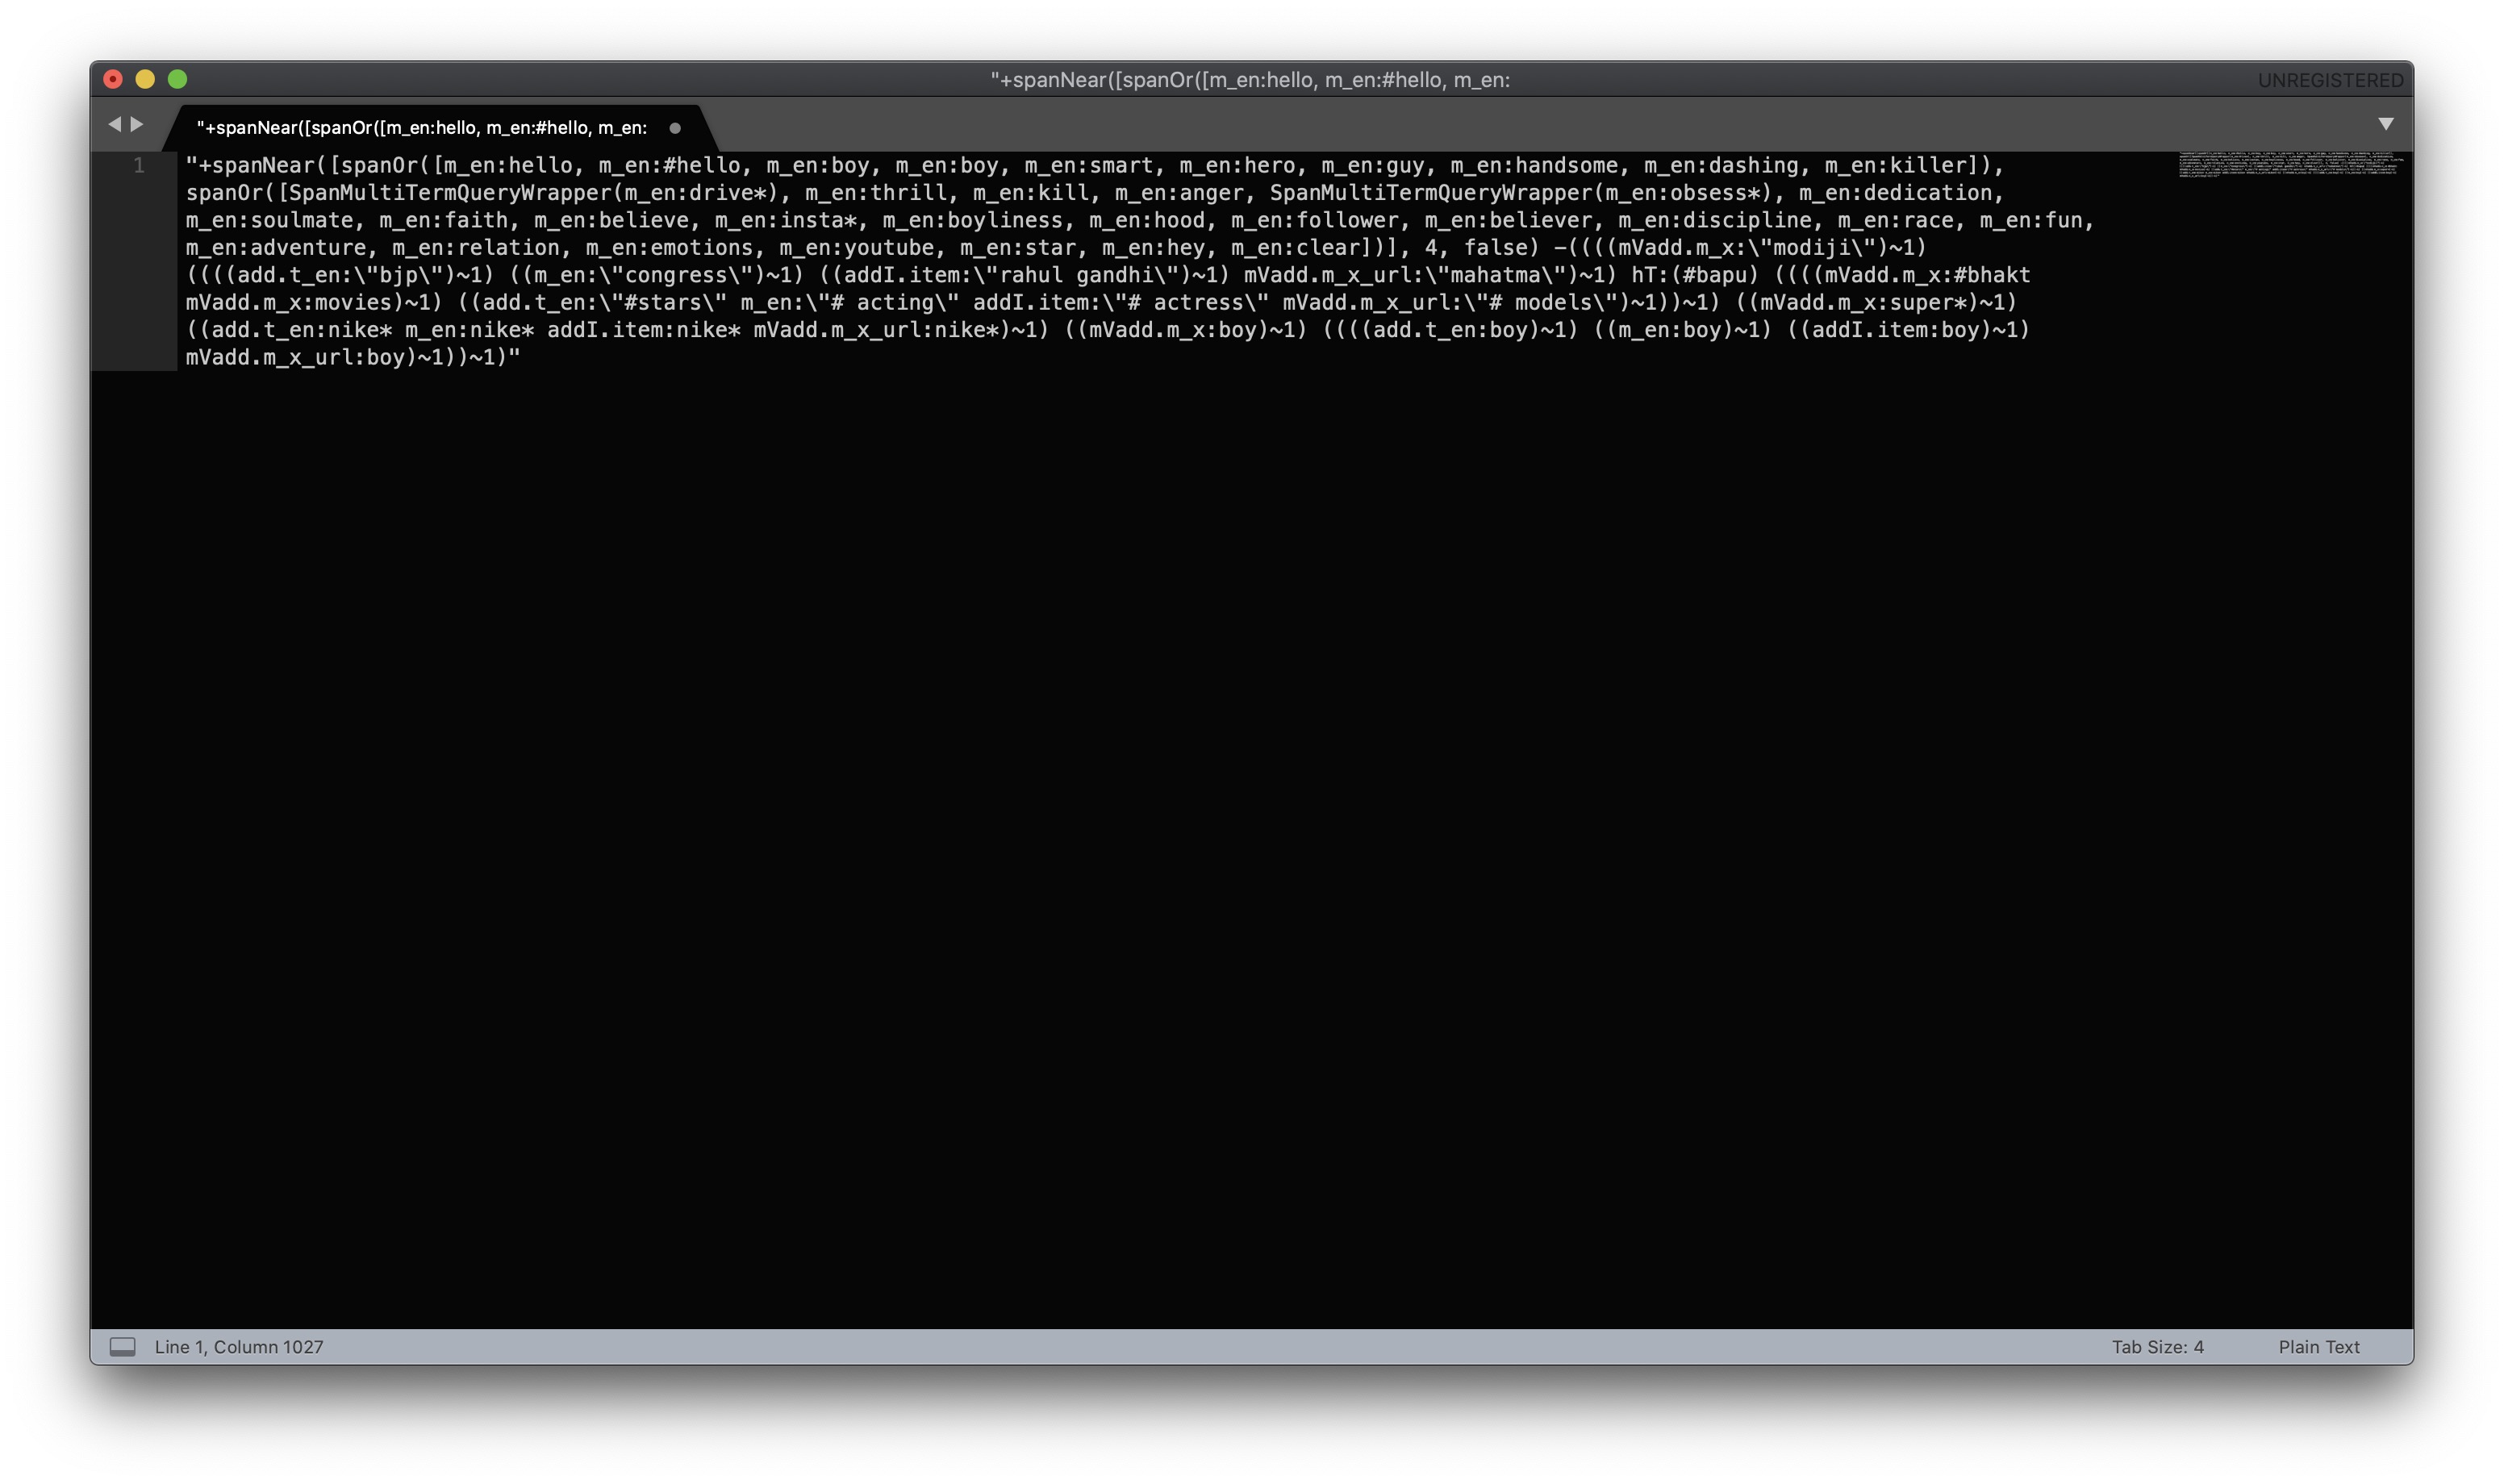 "+spanNear([spanOr([m_en:hello, m_en:#hello, m_en:
UNREGISTERED
"+spanNear([spanOr([m_en:hello, m_en:#hello, m_en:
1
"+spanNear([spanOr([m_en:hello, m_en:#hello, m_en:boy, m_en:boy, m_en:smart, m_en:hero, m_en:guy, m_en:handsome, m_en:dashing, m_en:killer]),
spanOr([SpanMultiTermQueryWrapper(m_en:drive*), m_en:thrill, m_en:kill, m_en:anger, SpanMultiTermQueryWrapper(m_en:obsess*), m_en:dedication,
m_en:soulmate, m_en:faith, m_en:believe, m_en:insta*, m_en:boyliness, m_en:hood, m_en:follower, m_en:believer, m_en:discipline, m_en:race, m_en:fun,
m_en:adventure, m_en:relation, m_en:emotions, m_en:youtube, m_en:star, m_en:hey, m_en:clear])], 4, false) -((((mVadd.m_x:\"modiji\")~1)
((((add.t_en:\"bjp\")~1) ((m_en:\"congress\")~1) ((addI.item:\"rahul gandhi\")~1) mVadd.m_x_url:\"mahatma\")~1) hT:(#bapu) ((((mVadd.m_x:#bhakt
mVadd.m_x:movies)~1) ((add.t_en:\"#stars\" m_en:\"# acting\" addI.item:\"# actress\" mVadd.m_x_url:\"# models\")~1))~1) ((mVadd.m_x:super*)~1)
((add.t_en:nike* m_en:nike* addI.item:nike* mVadd.m_x_url:nike*)~1) ((mVadd.m_x:boy)~1) ((((add.t_en:boy)~1) ((m_en:boy)~1) ((addI.item:boy)~1)
mVadd.m_x_url:boy)~1))~1)"
Line 1, Column 1027
Tab Size: 4
Plain Text